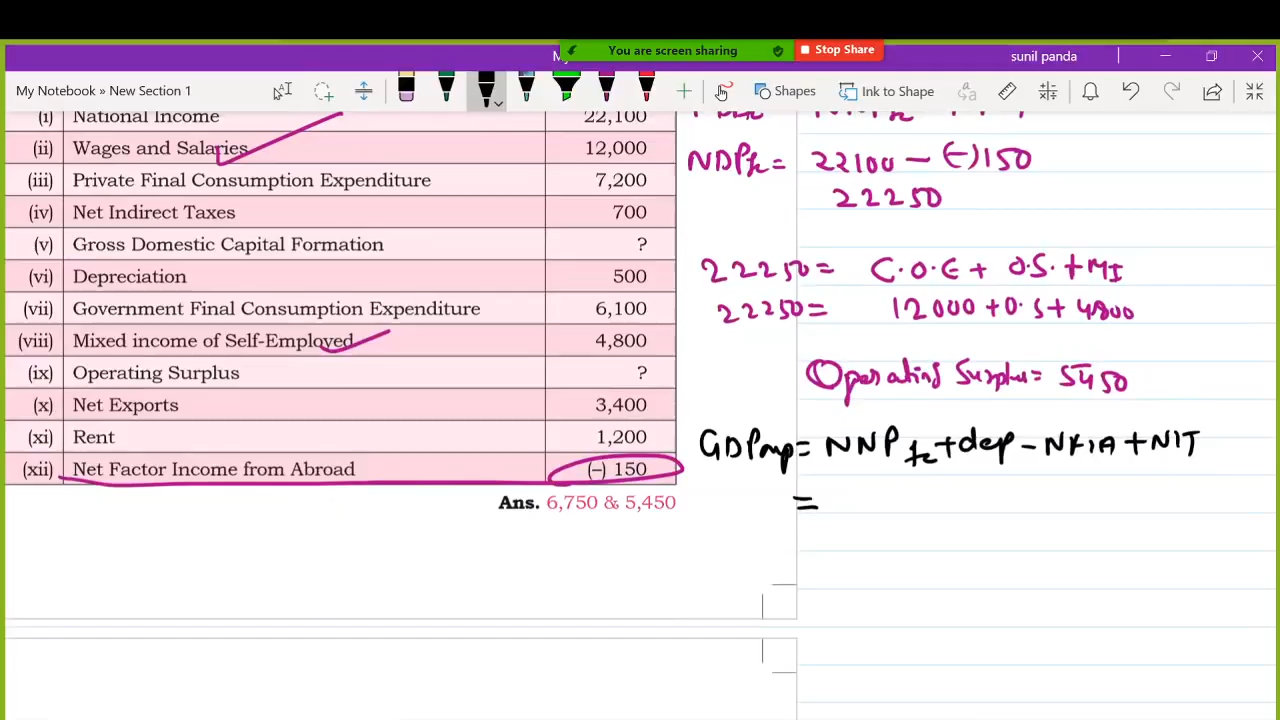 You are screen sharing
Stop Share
My
sunil panda
My Notebook » New Section 1
Shapes
Ink to Shape
(i) National Income 22,100
(ii) Wages and Salaries 12,000
(iii) Private Final Consumption Expenditure 7,200
(iv) Net Indirect Taxes 700
(v) Gross Domestic Capital Formation ?
(vi) Depreciation 500
(vii) Government Final Consumption Expenditure 6,100
(viii) Mixed income of Self-Employed 4,800
(ix) Operating Surplus ?
(x) Net Exports 3,400
(xi) Rent 1,200
(xii) Net Factor Income from Abroad (–) 150
Ans. 6,750 & 5,450
NDPfc = 22100 – (–)150
22250
22250 = C.O.E + O.S. + MI
22250 = 12000 + O.S + 4800
Operating Surplus = 5450
GDPmp = NNPfc + dep – NFIA + NIT
=